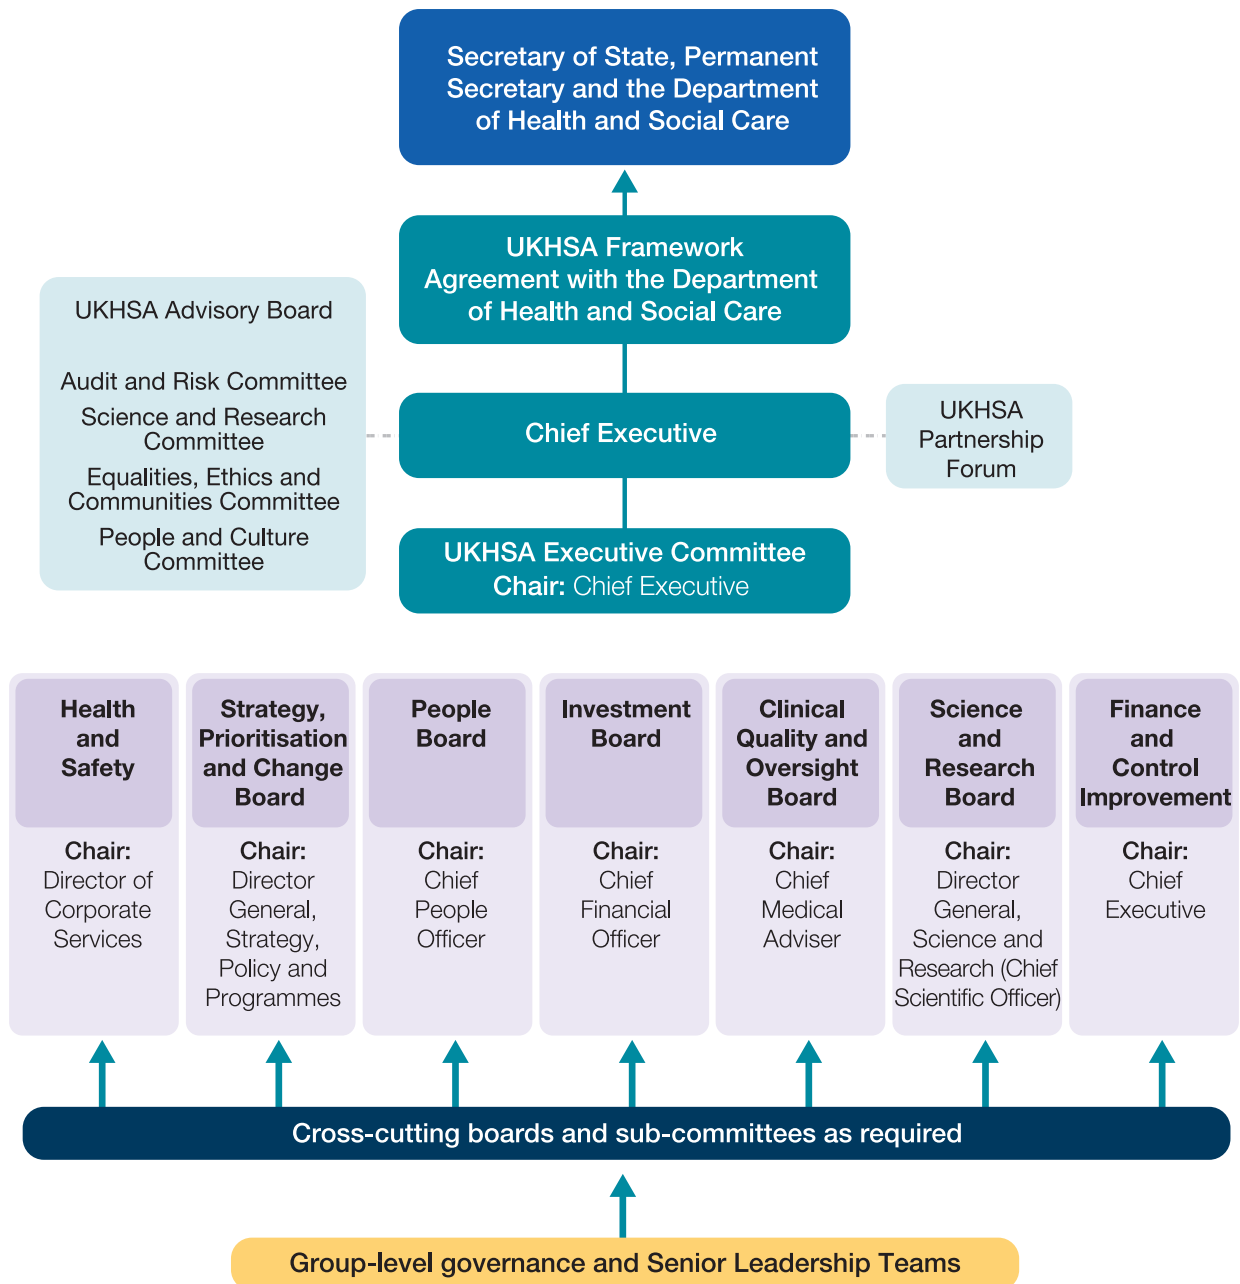 Secretary of State, Permanent
Secretary and the Department
of Health and Social Care
UKHSA Framework
Agreement with the Department
of Health and Social Care
UKHSA Advisory Board
Audit and Risk Committee
Science and Research
Committee
Equalities, Ethics and
Communities Committee
People and Culture
Committee
Chief Executive
UKHSA
Partnership
Forum
UKHSA Executive Committee
Chair: Chief Executive
Health
and
Safety
Chair:
Director of
Corporate
Services
Strategy,
Prioritisation
and Change
Board
Chair:
Director
General,
Strategy,
Policy and
Programmes
People
Board
Chair:
Chief
People
Officer
Investment
Board
Chair:
Chief
Financial
Officer
Clinical
Quality and
Oversight
Board
Chair:
Chief
Medical
Adviser
Science
and
Research
Board
Chair:
Director
General,
Science and
Research (Chief
Scientific Officer)
Finance
and
Control
Improvement
Chair:
Chief
Executive
Cross-cutting boards and sub-committees as required
Group-level governance and Senior Leadership Teams